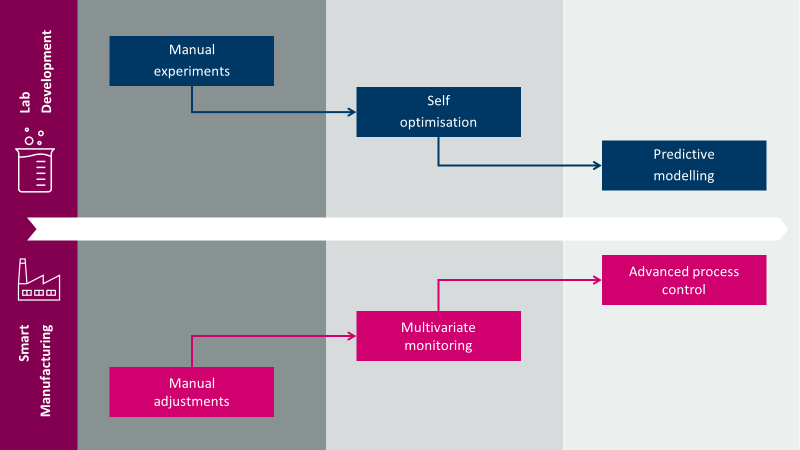 Lab
Development
Manual
experiments
Self
optimisation
Predictive
modelling
Smart
Manufacturing
Manual
adjustments
Multivariate
monitoring
Advanced process
control